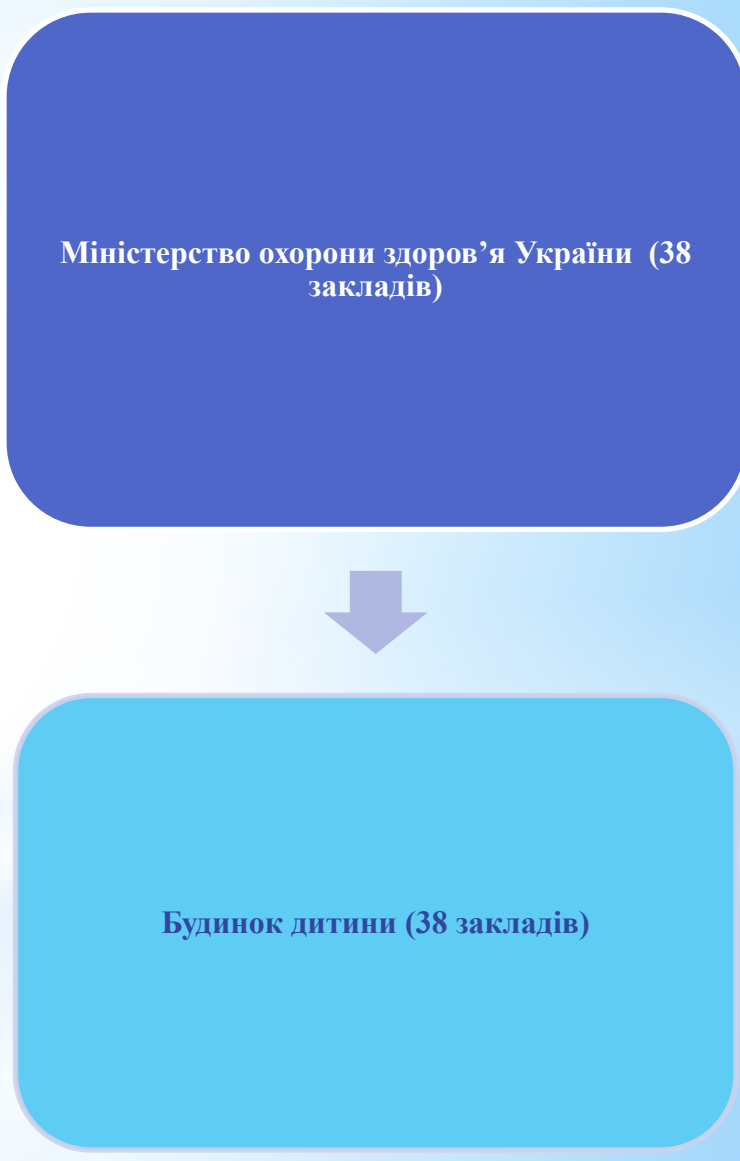 Міністерство охорони здоров’я України  (38
закладів)
Будинок дитини (38 закладів)